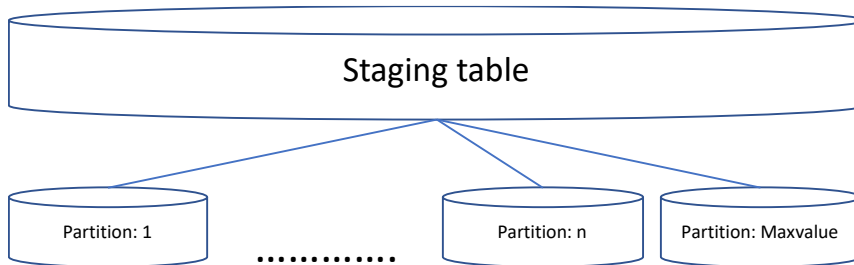 Staging table
Partition: 1
.............
Partition: n
Partition: Maxvalue